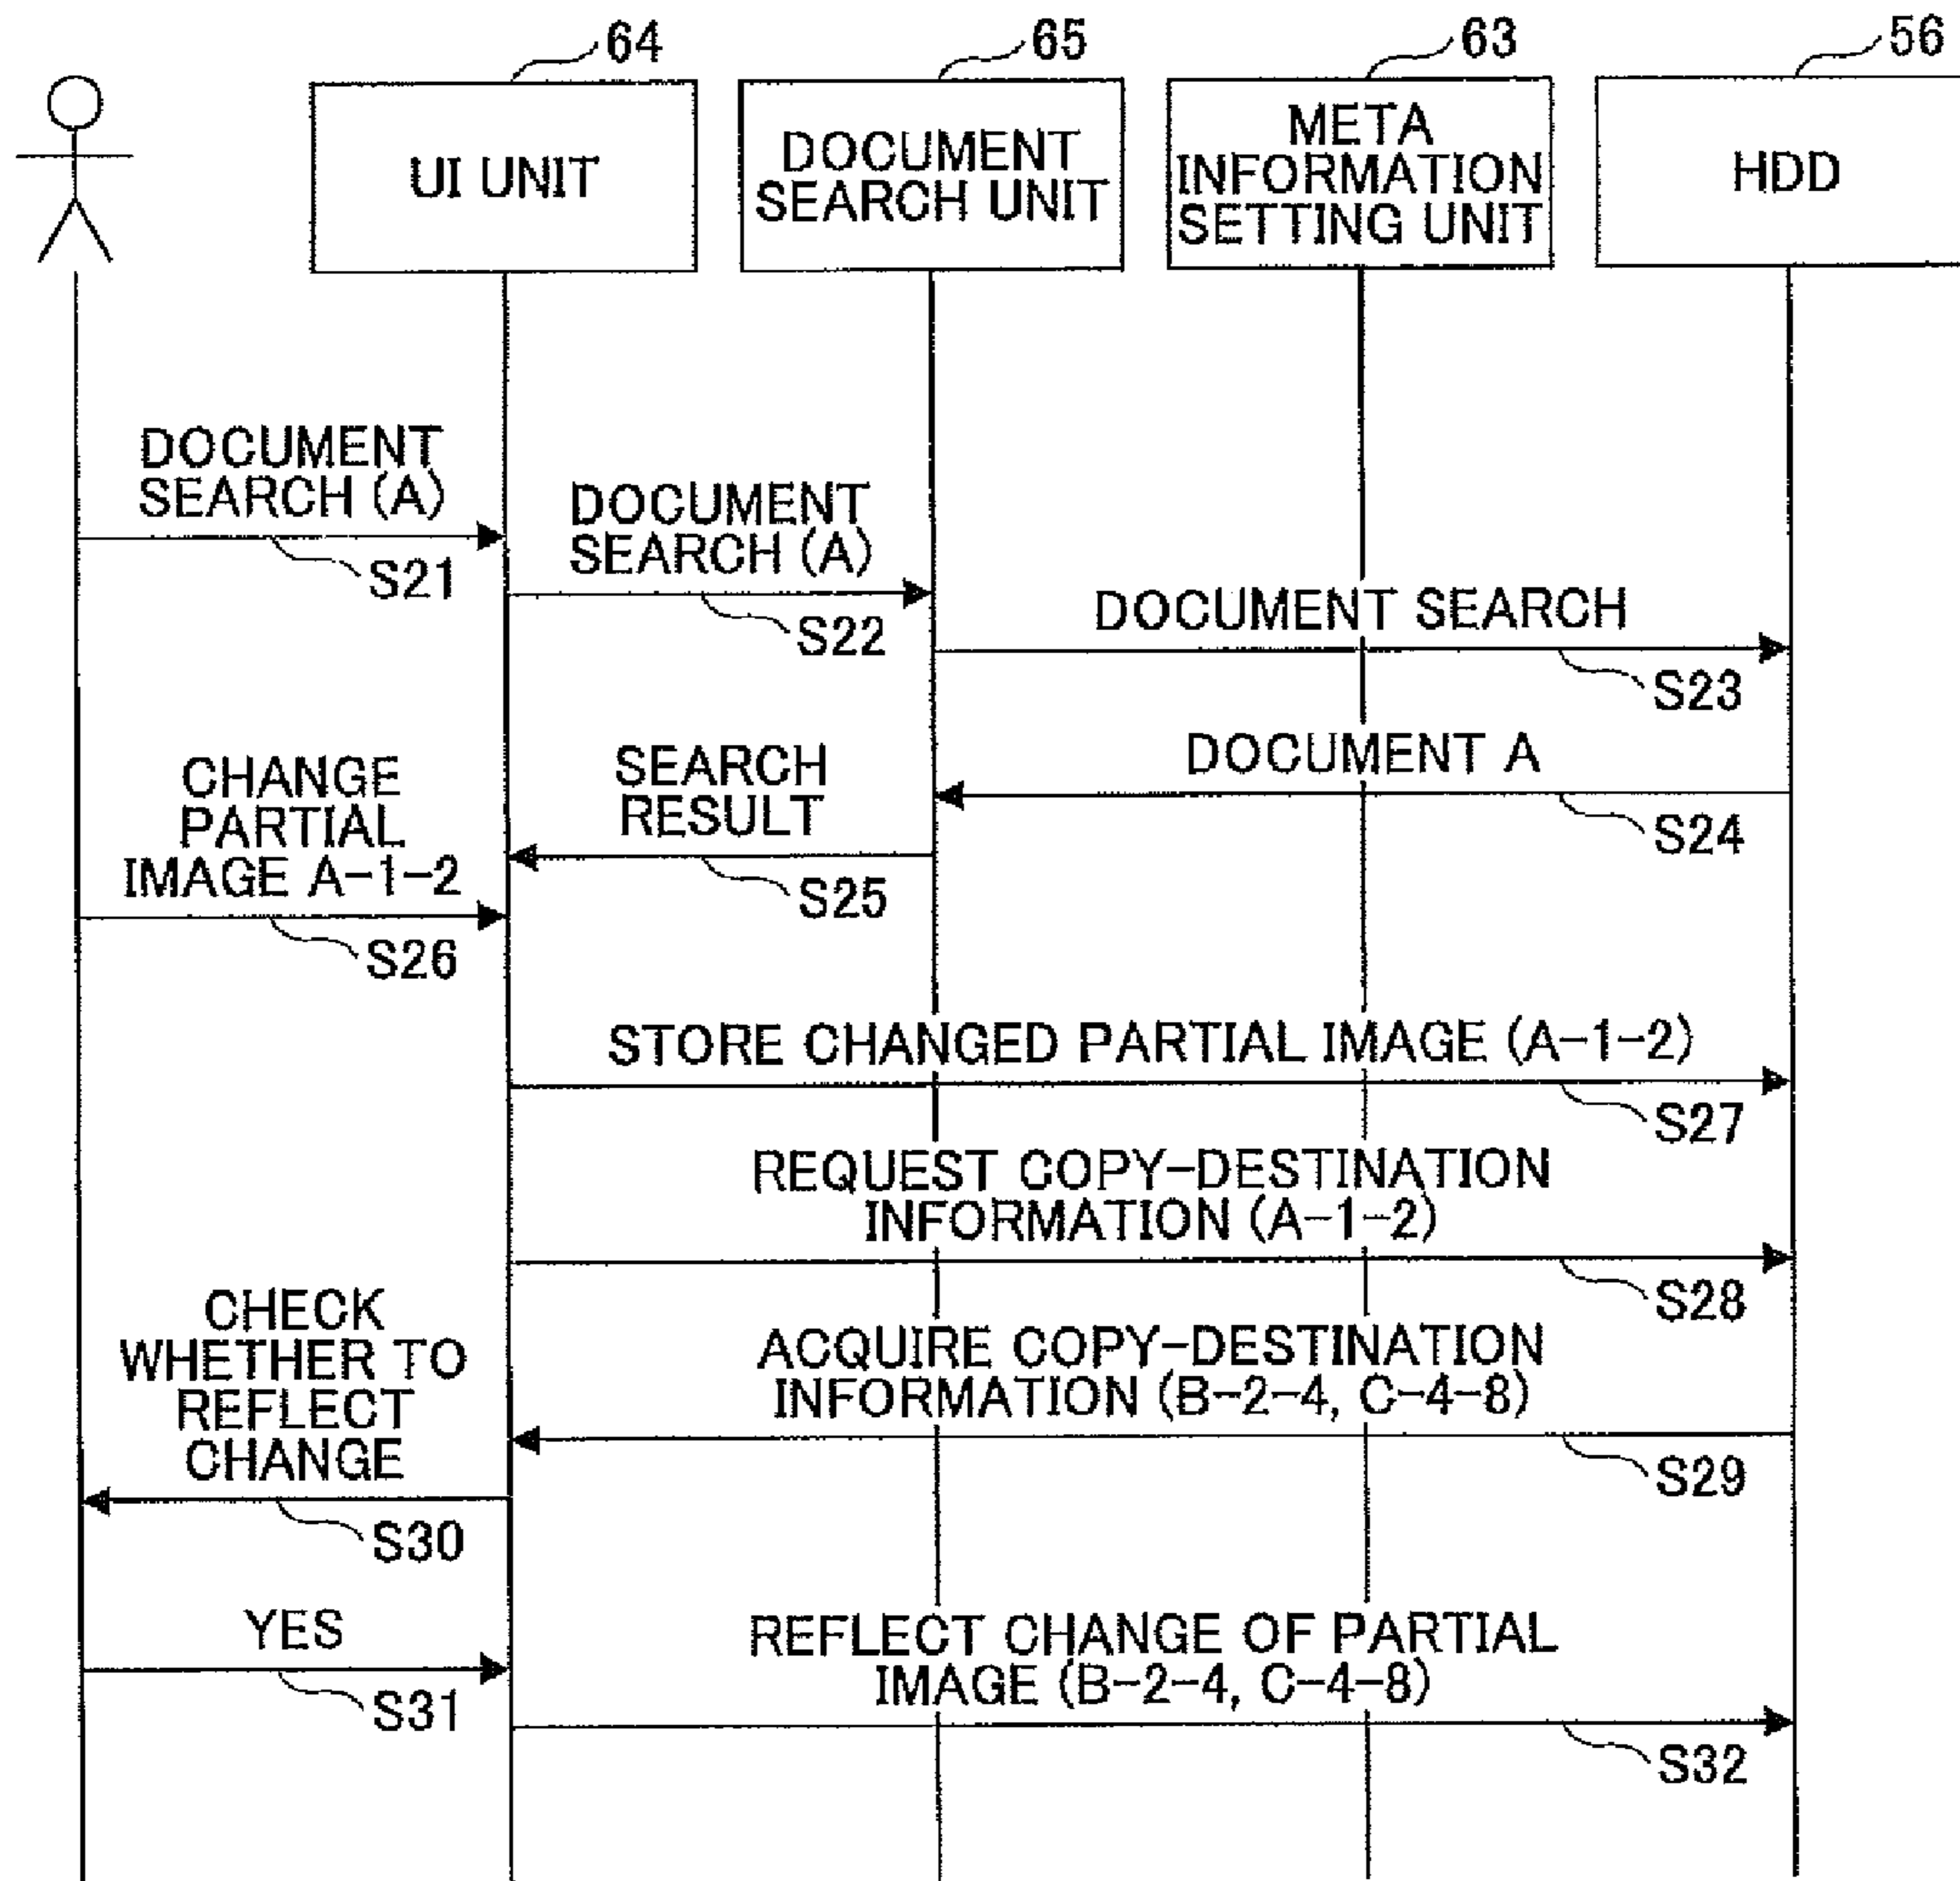 64
65
63
56
UI UNIT
DOCUMENT
SEARCH UNIT
META
INFORMATION
SETTING UNIT
HDD
DOCUMENT
SEARCH (A)
S21
DOCUMENT
SEARCH (A)
S22
DOCUMENT SEARCH
S23
DOCUMENT A
S24
SEARCH
RESULT
S25
CHANGE
PARTIAL
IMAGE A-1-2
S26
STORE CHANGED PARTIAL IMAGE (A-1-2)
S27
REQUEST COPY-DESTINATION
INFORMATION (A-1-2)
S28
ACQUIRE COPY-DESTINATION
INFORMATION (B-2-4, C-4-8)
S29
CHECK
WHETHER TO
REFLECT
CHANGE
S30
YES
S31
REFLECT CHANGE OF PARTIAL
IMAGE (B-2-4, C-4-8)
S32